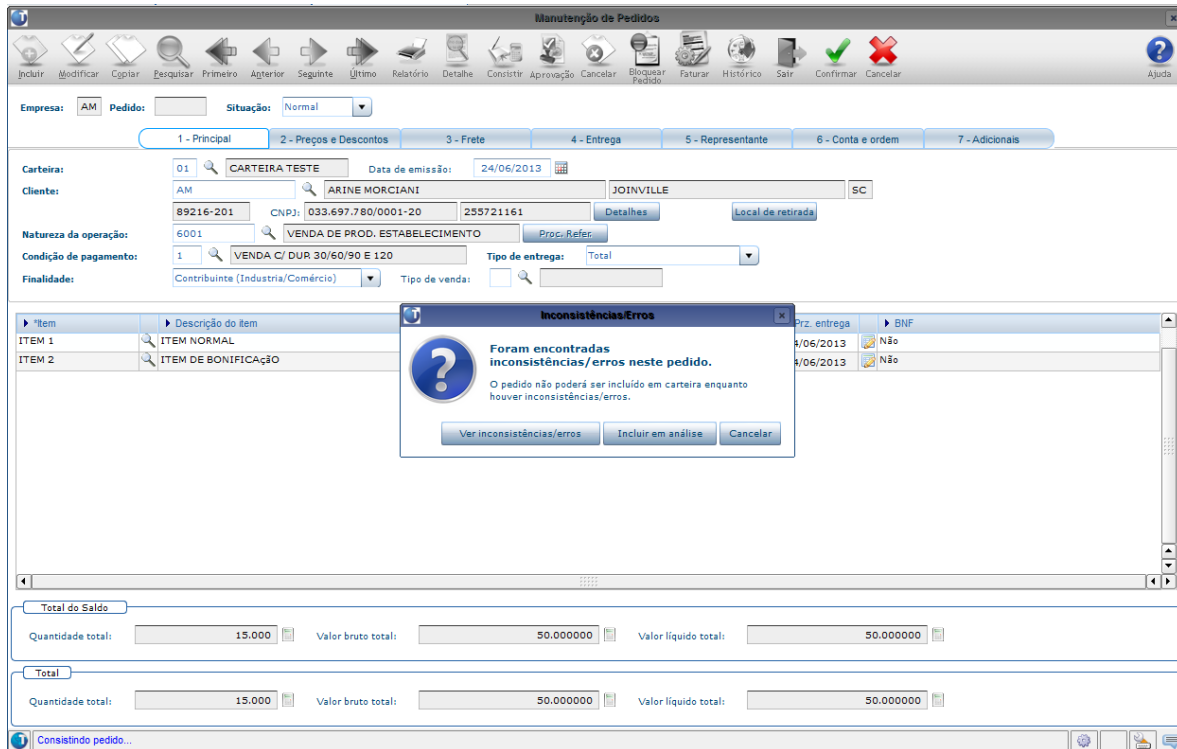 Manutenção de Pedidos
Incluir Modificar Copiar Pesquisar Primeiro Anterior Seguinte Último Relatório Detalhe Consistir Aprovação Cancelar Bloquear Pedido Faturar Histórico Sair Confirmar Cancelar Ajuda
Empresa: AM Pedido: Situação: Normal
1 - Principal 2 - Preços e Descontos 3 - Frete 4 - Entrega 5 - Representante 6 - Conta e ordem 7 - Adicionais
Carteira: 01 CARTEIRA TESTE Data de emissão: 24/06/2013
Cliente: AM ARINE MORCIANI JOINVILLE SC
89216-201 CNPJ: 033.697.780/0001-20 255721161 Detalhes Local de retirada
Natureza da operação: 6001 VENDA DE PROD. ESTABELECIMENTO Proc. Refer.
Condição de pagamento: 1 VENDA C/ DUP. 30/60/90 E 120 Tipo de entrega: Total
Finalidade: Contribuinte (Industria/Comércio) Tipo de venda:
*Item Descrição do item Prz. entrega BNF
ITEM 1 ITEM NORMAL /06/2013 Não
ITEM 2 ITEM DE BONIFICAçãO /06/2013 Não
Inconsistências/Erros
Foram encontradas
inconsistências/erros neste pedido.
O pedido não poderá ser incluído em carteira enquanto
houver inconsistências/erros.
Ver inconsistências/erros Incluir em análise Cancelar
Total do Saldo
Quantidade total: 15.000 Valor bruto total: 50.000000 Valor líquido total: 50.000000
Total
Quantidade total: 15.000 Valor bruto total: 50.000000 Valor líquido total: 50.000000
Consistindo pedido...